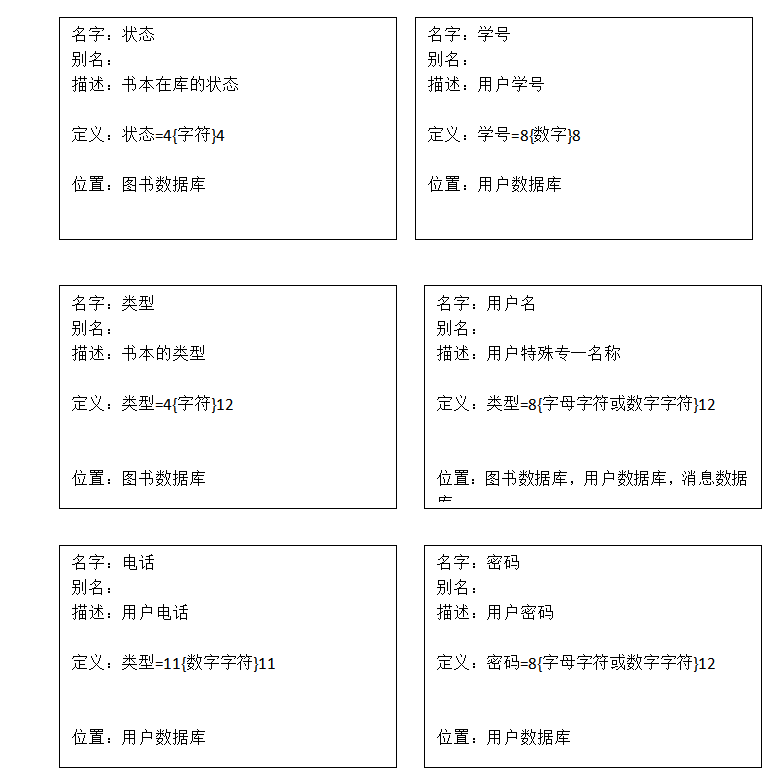 名字：状态
别名：
描述：书本在库的状态
定义：状态=4{字符}4
位置：图书数据库
名字：学号
别名：
描述：用户学号
定义：学号=8{数字}8
位置：用户数据库
名字：类型
别名：
描述：书本的类型
定义：类型=4{字符}12
位置：图书数据库
名字：用户名
别名：
描述：用户特殊专一名称
定义：类型=8{字母字符或数字字符}12
位置：图书数据库，用户数据库，消息数据
名字：电话
别名：
描述：用户电话
定义：类型=11{数字字符}11
位置：用户数据库
名字：密码
别名：
描述：用户密码
定义：密码=8{字母字符或数字字符}12
位置：用户数据库